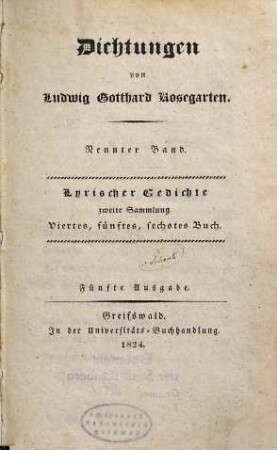 Dichtungen
von
Ludwig Gotthard Kosegarten.
Neunter Band.
Lyrischer Gedichte
zweite Sammlung.
Viertes, fünftes, sechstes Buch.
Fünfte Ausgabe.
Greifswald.
In der Universitäts-Buchhandlung.
1824.